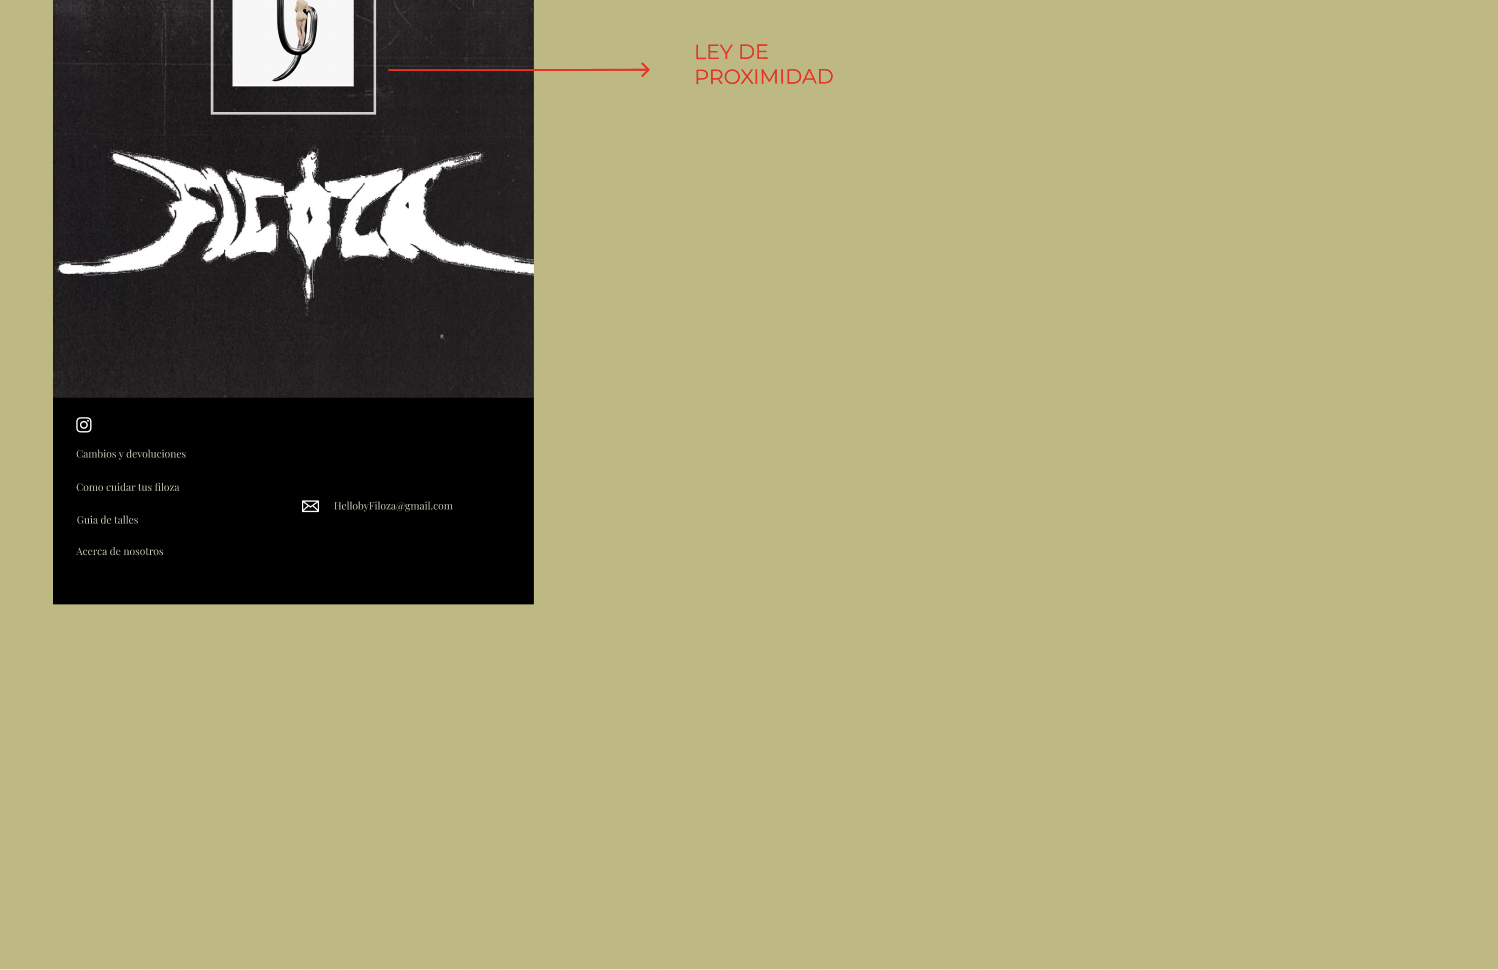 LEY DE
PROXIMIDAD
FILOZA
Cambios y devoluciones
Como cuidar tus filoza
Guia de talles
Acerca de nosotros
HellobyFiloza@gmail.com